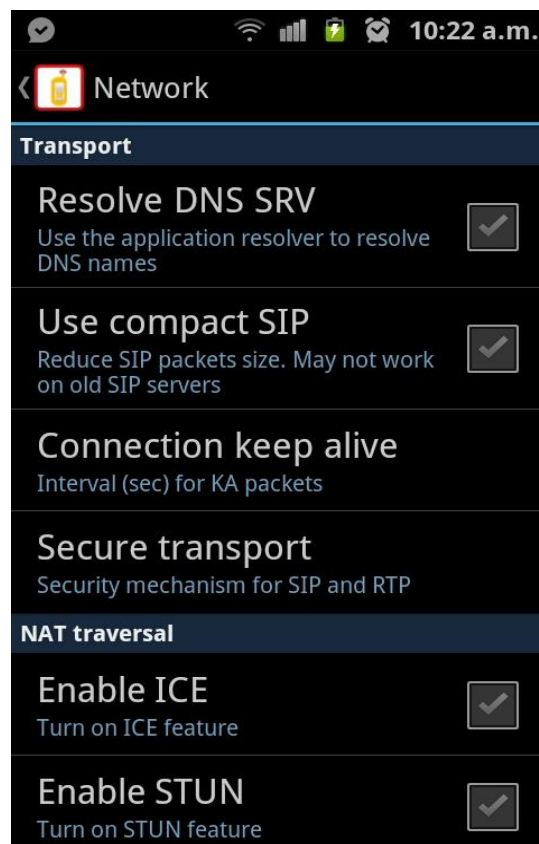 10:22 a.m.
Network
Transport
Resolve DNS SRV
Use the application resolver to resolve
DNS names
Use compact SIP
Reduce SIP packets size. May not work
on old SIP servers
Connection keep alive
Interval (sec) for KA packets
Secure transport
Security mechanism for SIP and RTP
NAT traversal
Enable ICE
Turn on ICE feature
Enable STUN
Turn on STUN feature